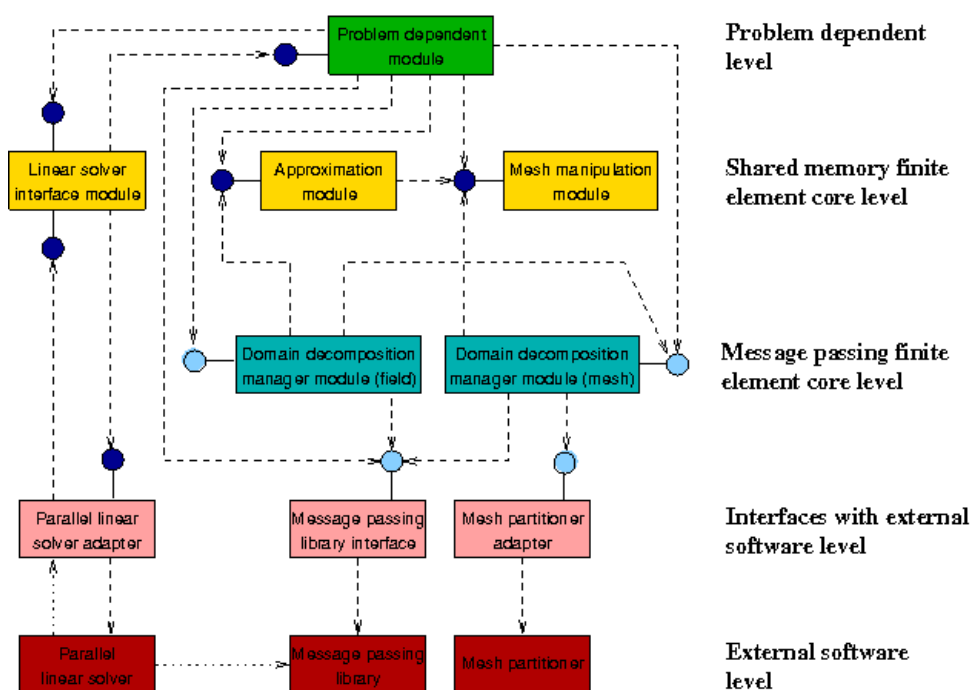 Problem dependent
module
Problem dependent
level
Linear solver
interface module
Approximation
module
Mesh manipulation
module
Shared memory finite
element core level
Domain decomposition
manager module (field)
Domain decomposition
manager module (mesh)
Message passing finite
element core level
Parallel linear
solver adapter
Message passing
library interface
Mesh partitioner
adapter
Interfaces with external
software level
Parallel
linear solver
Message passing
library
Mesh partitioner
External software
level